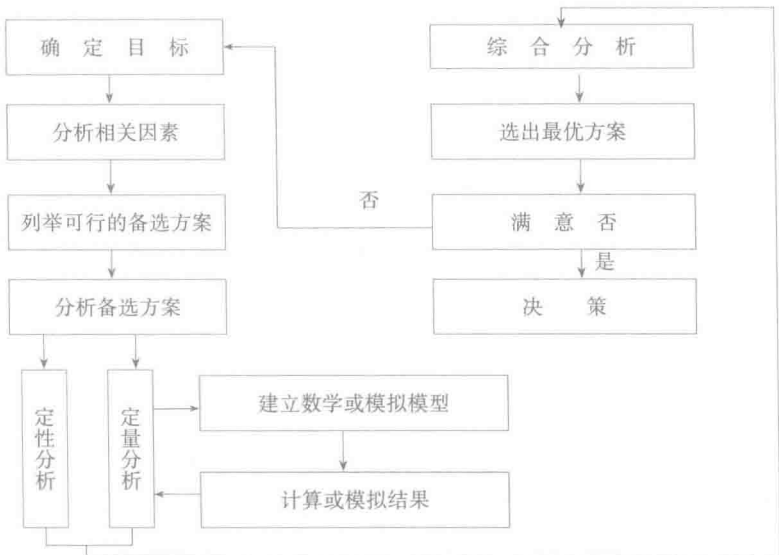 确定目标
分析相关因素
列举可行的备选方案
分析备选方案
定性分析
定量分析
建立数学或模拟模型
计算或模拟结果
综合分析
选出最优方案
满意否
否
是
决策